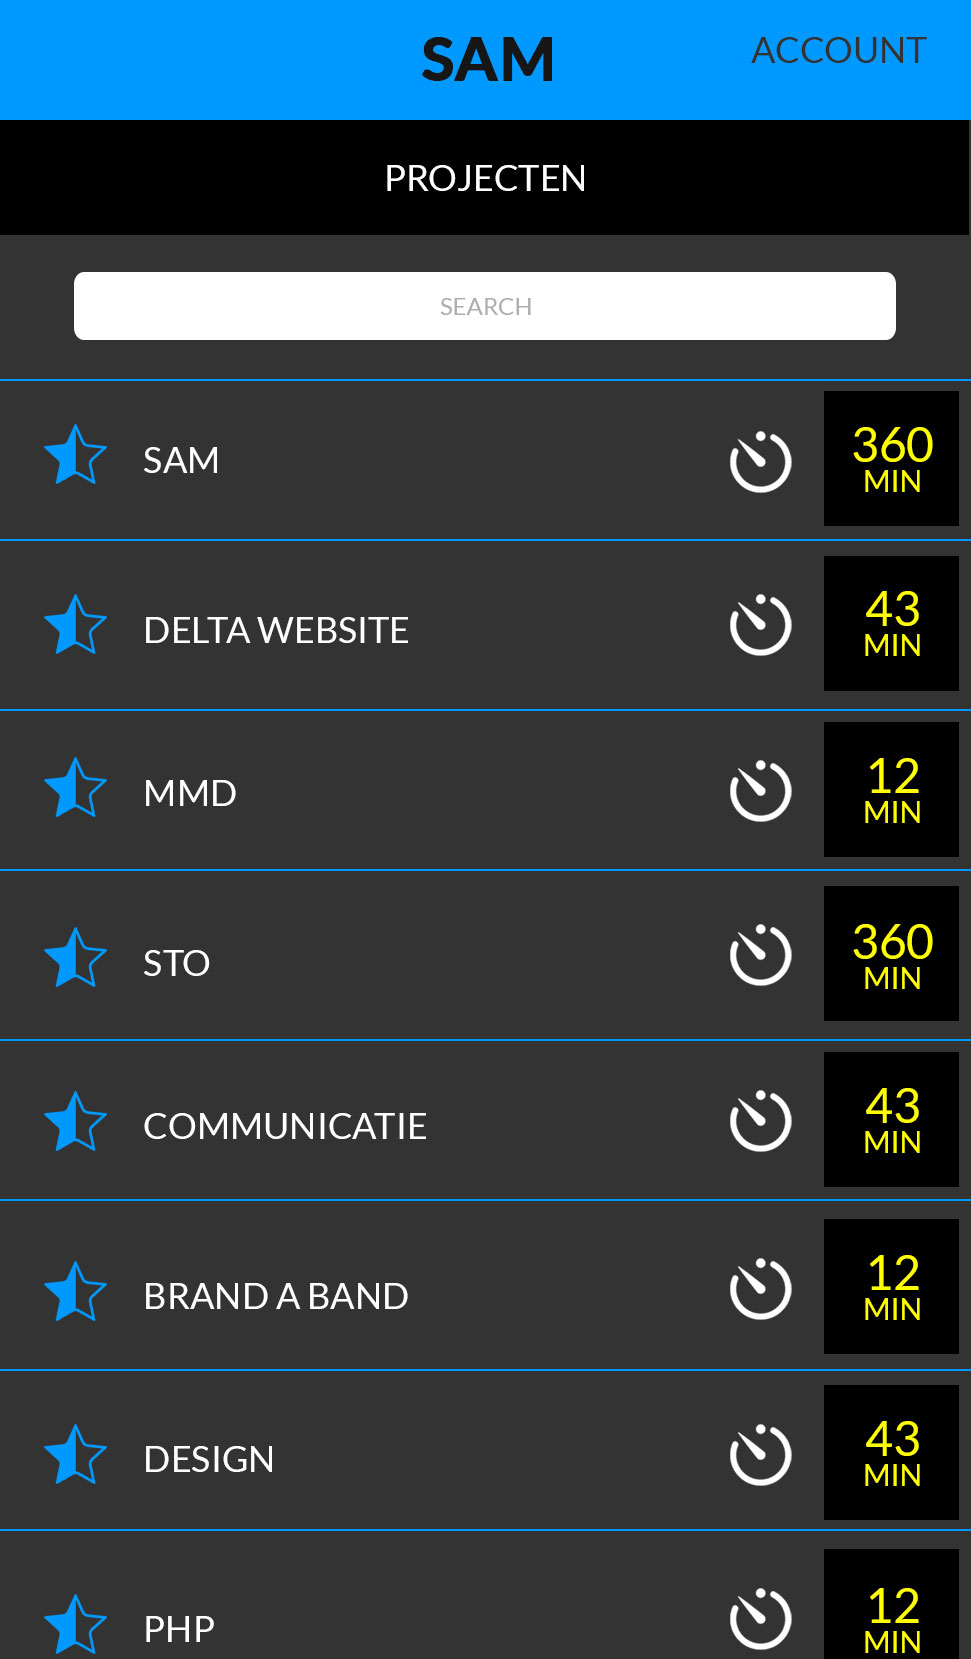 SAM
ACCOUNT
PROJECTEN
SEARCH
SAM
360
MIN
DELTA WEBSITE
43
MIN
MMD
12
MIN
STO
360
MIN
COMMUNICATIE
43
MIN
BRAND A BAND
12
MIN
DESIGN
43
MIN
PHP
12
MIN